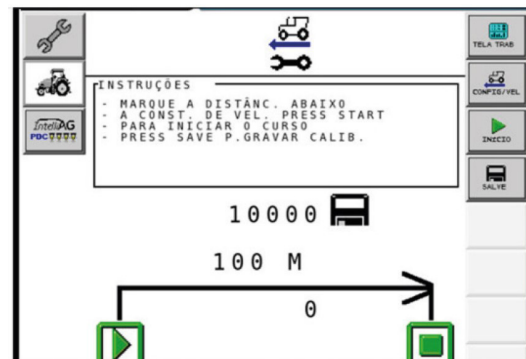 TELA TRAB
INSTRUÇÕES
- MARQUE A DISTÂNC. ABAIXO
- A CONST. DE VEL. PRESS START
- PARA INICIAR O CURSO
- PRESS SAVE P.GRAVAR CALIB.
CONFIG/VEL
IntelliAG
PDC
INICIO
SALVE
10000
100 M
0